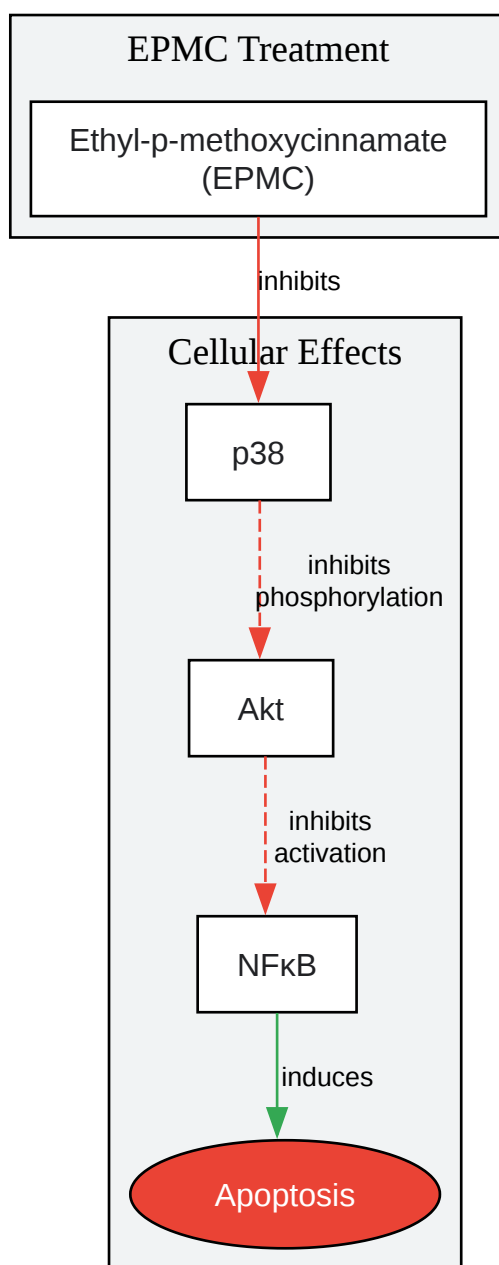 EPMC Treatment
Ethyl-p-methoxycinnamate
(EPMC)
inhibits
Cellular Effects
p38
inhibits
phosphorylation
Akt
inhibits
activation
NFκB
induces
Apoptosis